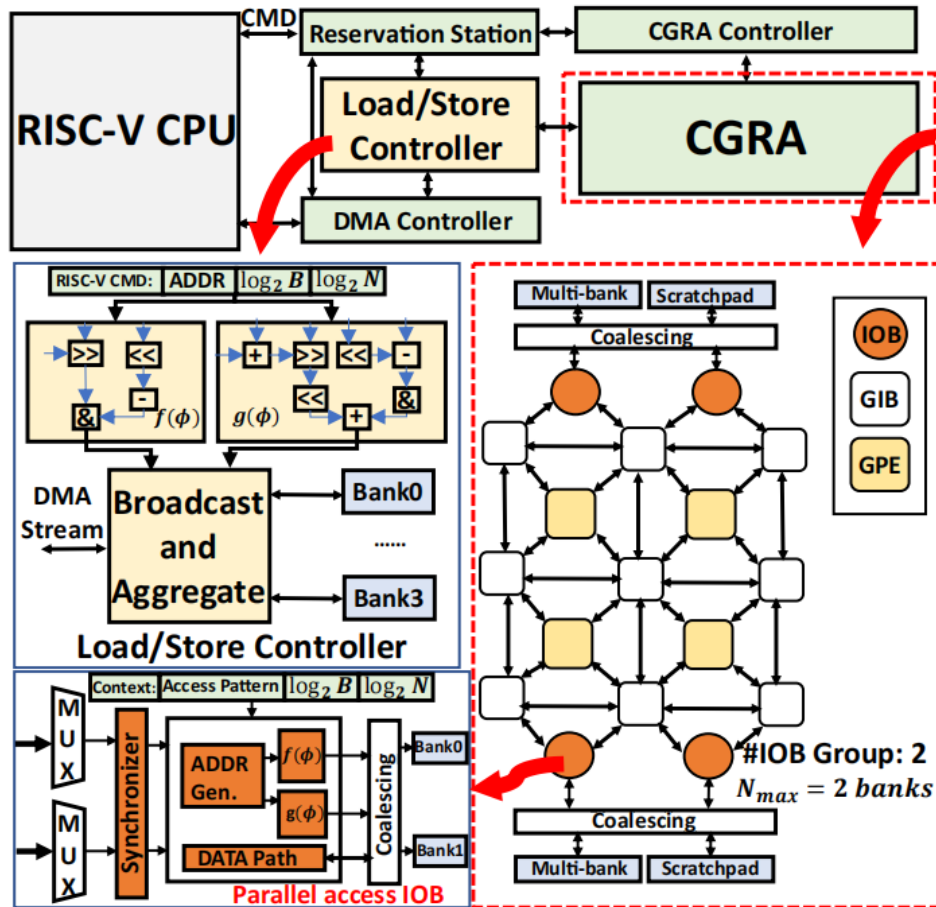 CMD
Reservation Station
CGRA Controller
RISC-V CPU
Load/Store
Controller
CGRA
DMA Controller
RISC-V CMD: ADDR log₂ B log₂ N
>> <<
-
&
f(ϕ)
+ >> << -
<< &
+
g(ϕ)
DMA
Stream
Broadcast
and
Aggregate
Bank0
......
Bank3
Load/Store Controller
Context: Access Pattern log₂ B log₂ N
MUX
MUX
Synchronizer
ADDR
Gen.
f(ϕ)
g(ϕ)
DATA Path
Coalescing
Bank0
Bank1
Parallel access IOB
Multi-bank Scratchpad
Coalescing
IOB
GIB
GPE
#IOB Group: 2
N_max = 2 banks
Coalescing
Multi-bank Scratchpad